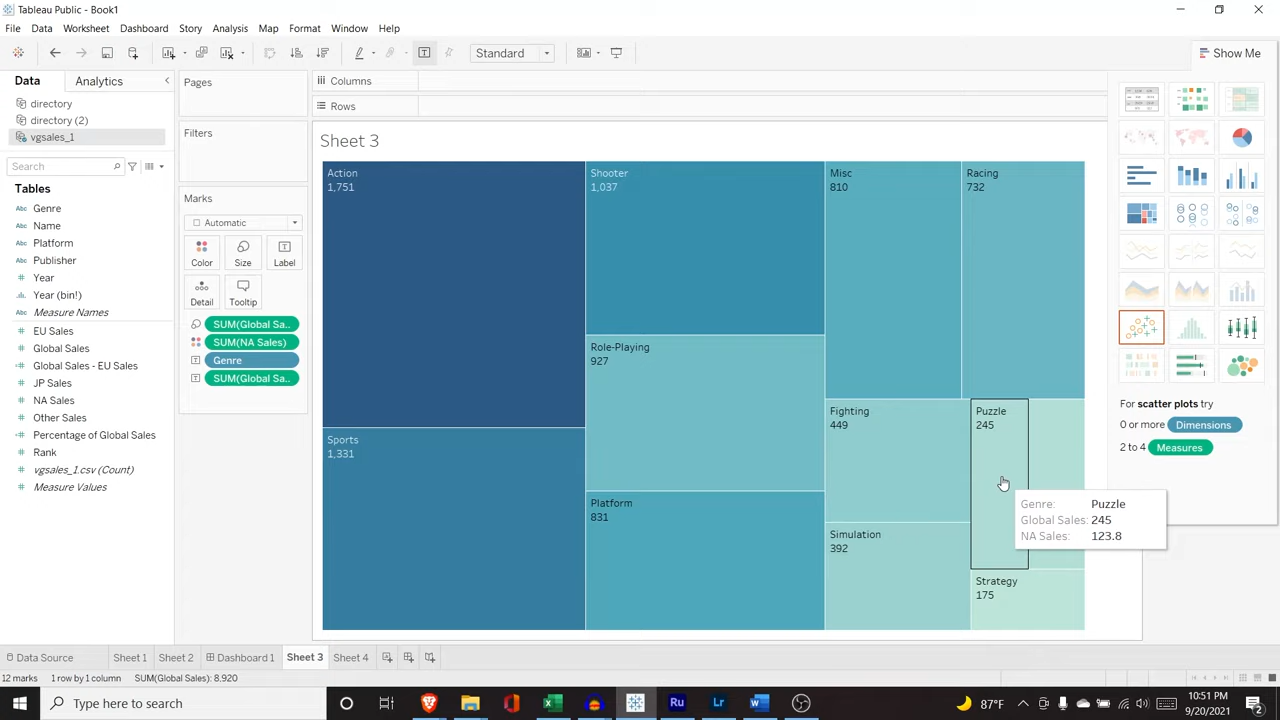 Tableau Public - Book1
File Data Worksheet Dashboard Story Analysis Map Format Window Help
Standard
Show Me
Data Analytics
Pages
Columns
Rows
directory
directory (2)
vgsales_1
Filters
Sheet 3
Search
Tables
Marks
Automatic
Color Size Label
Detail Tooltip
SUM(Global Sa..
SUM(NA Sales)
Genre
SUM(Global Sa..
Abc Genre
Abc Name
Abc Platform
Abc Publisher
Year
Year (bin!)
Measure Names
EU Sales
Global Sales
Global Sales - EU Sales
JP Sales
NA Sales
Other Sales
Percentage of Global Sales
Rank
vgsales_1.csv (Count)
Measure Values
Action
1,751
Shooter
1,037
Misc
810
Racing
732
Role-Playing
927
Sports
1,331
Platform
831
Fighting
449
Puzzle
245
Simulation
392
Strategy
175
Genre: Puzzle
Global Sales: 245
NA Sales: 123.8
For scatter plots try
0 or more Dimensions
2 to 4 Measures
Data Source Sheet 1 Sheet 2 Dashboard 1 Sheet 3 Sheet 4
12 marks 1 row by 1 column SUM(Global Sales): 8,920
Type here to search
Ru Lr
87°F
10:51 PM
9/20/2021
2